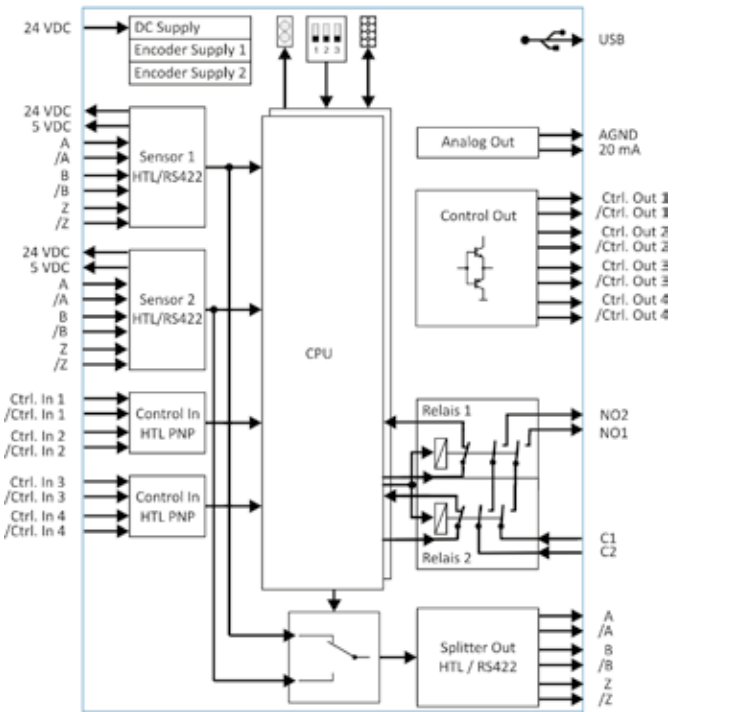 24 VDC
DC Supply
Encoder Supply 1
Encoder Supply 2
1 2 3
USB
24 VDC
5 VDC
A
/A
B
/B
Z
/Z
Sensor 1
HTL/RS422
Analog Out
AGND
20 mA
Control Out
Ctrl. Out 1
/Ctrl. Out 1
Ctrl. Out 2
/Ctrl. Out 2
Ctrl. Out 3
/Ctrl. Out 3
Ctrl. Out 4
/Ctrl. Out 4
24 VDC
5 VDC
A
/A
B
/B
Z
/Z
Sensor 2
HTL/RS422
CPU
Ctrl. In 1
/Ctrl. In 1
Ctrl. In 2
/Ctrl. In 2
Control In
HTL PNP
Ctrl. In 3
/Ctrl. In 3
Ctrl. In 4
/Ctrl. In 4
Control In
HTL PNP
Relais 1
NO2
NO1
C1
C2
Relais 2
Splitter Out
HTL / RS422
A
/A
B
/B
Z
/Z